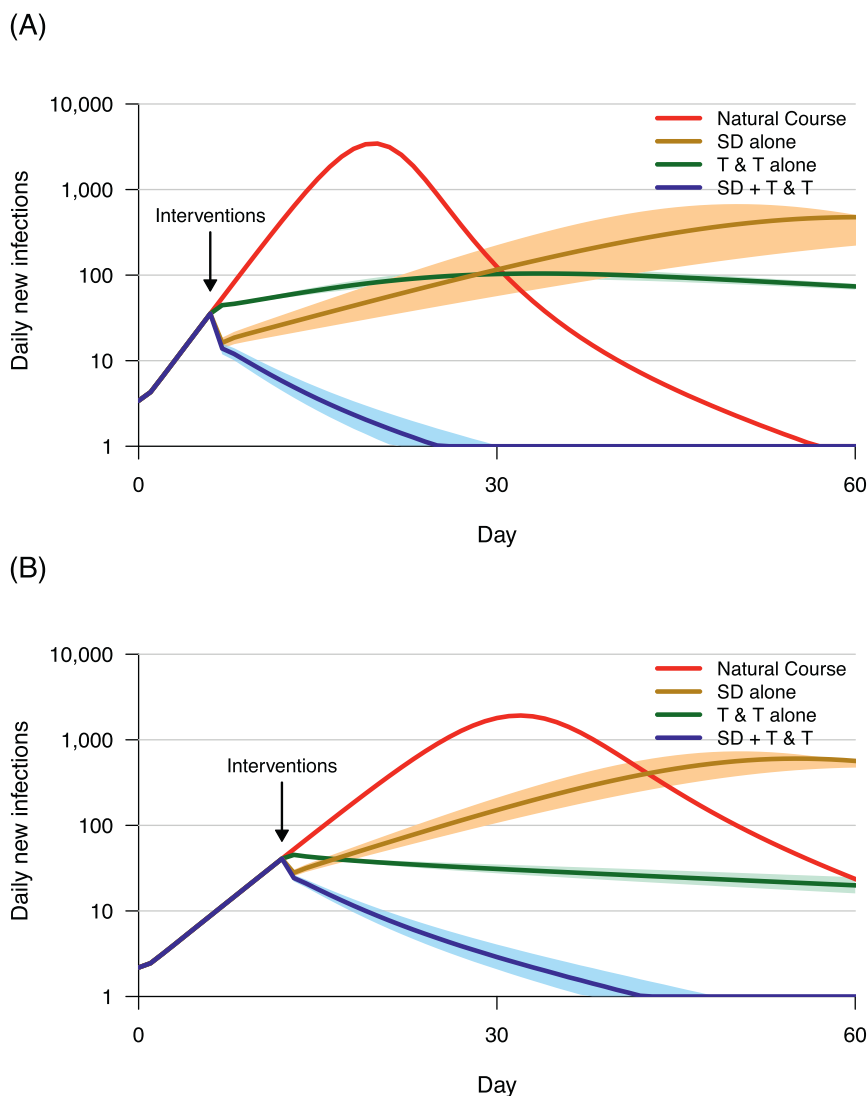 (A)
10,000
1,000
100
10
1
Daily new infections
Interventions
Natural Course
SD alone
T & T alone
SD + T & T
0
30
60
Day
(B)
10,000
1,000
100
10
1
Daily new infections
Interventions
Natural Course
SD alone
T & T alone
SD + T & T
0
30
60
Day